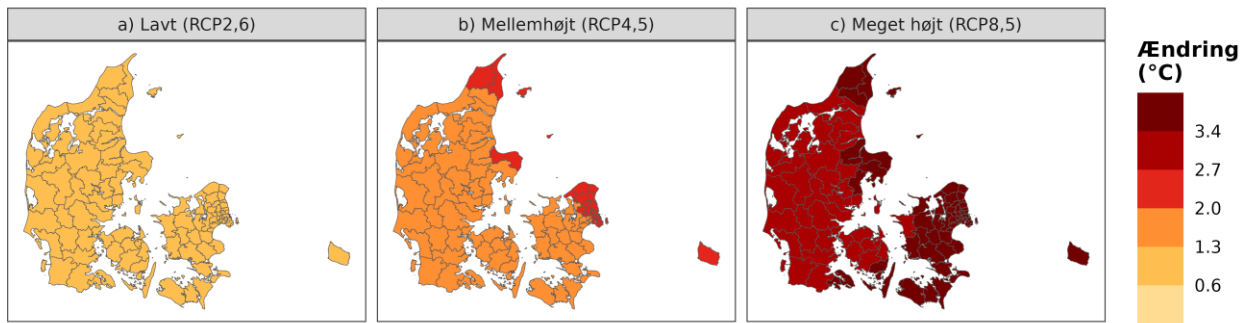 a) Lavt (RCP2,6)
b) Mellemhøjt (RCP4,5)
c) Meget højt (RCP8,5)
Ændring
(°C)
3.4
2.7
2.0
1.3
0.6